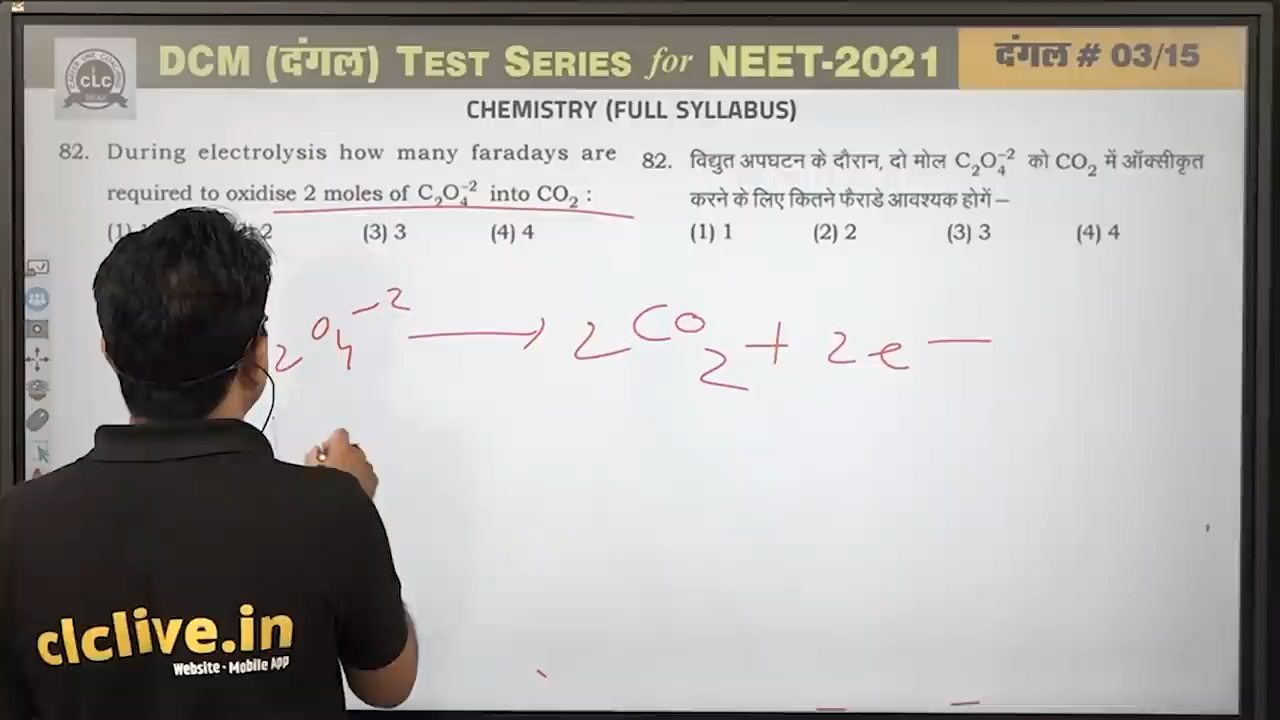 CLC
DCM (दंगल) TEST SERIES for NEET-2021
दंगल # 03/15
CHEMISTRY (FULL SYLLABUS)
82. During electrolysis how many faradays are
required to oxidise 2 moles of C₂O₄⁻² into CO₂ :
(1) 2 (3) 3 (4) 4
82. विद्युत अपघटन के दौरान, दो मोल C₂O₄⁻² को CO₂ में ऑक्सीकृत
करने के लिए कितने फैराडे आवश्यक होगें–
(1) 1 (2) 2 (3) 3 (4) 4
₂O₄⁻² ⟶ 2CO₂ + 2e–
clclive.in
Website · Mobile App